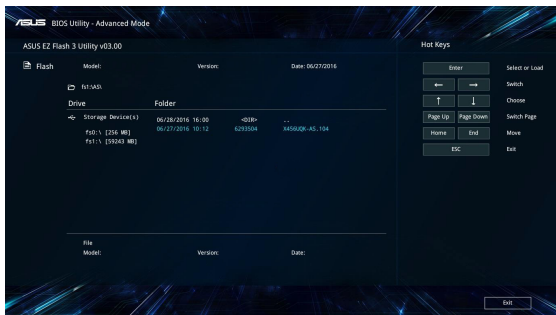 ASUS BIOS Utility - Advanced Mode
ASUS EZ Flash 3 Utility v03.00
Hot Keys
Flash Model: Version: Date: 06/27/2016
Enter Select or Load
fs1:\AS\
← → Switch
Drive Folder
↑ ↓ Choose
Storage Device(s) 06/28/2016 16:00 <DIR> ..
Page Up Page Down Switch Page
fs0:\ [256 MB] 06/27/2016 10:12 6293504 X456UQK-AS.104
fs1:\ [59243 MB]
Home End Move
ESC Exit
File
Model: Version: Date:
Exit